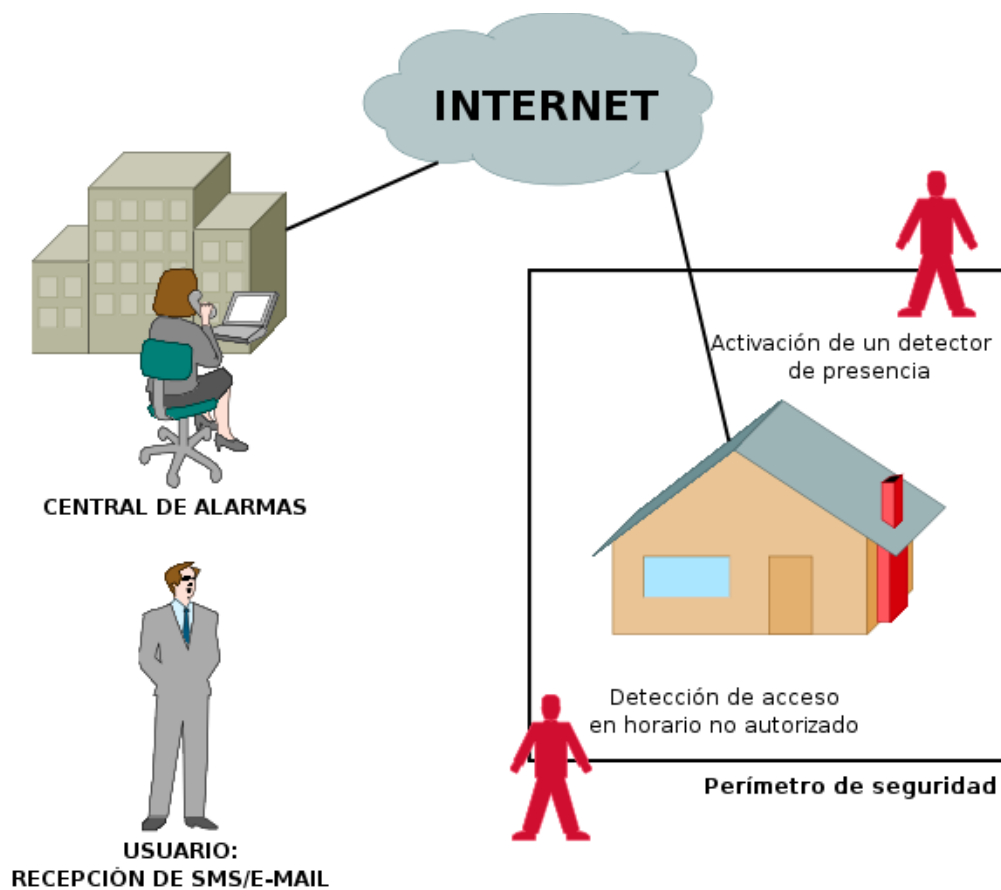 INTERNET
Activación de un detector
de presencia
CENTRAL DE ALARMAS
Detección de acceso
en horario no autorizado
Perímetro de seguridad
USUARIO:
RECEPCIÓN DE SMS/E-MAIL